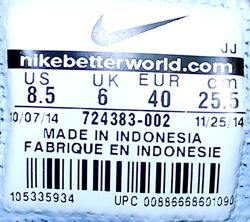 JJ
nikebetterworld.com
US UK EUR cm
8.5 6 40 25.5
10/07/14 724383-002 11/25/14
MADE IN INDONESIA
FABRIQUE EN INDONESIE
105335934 UPC 00886668601090